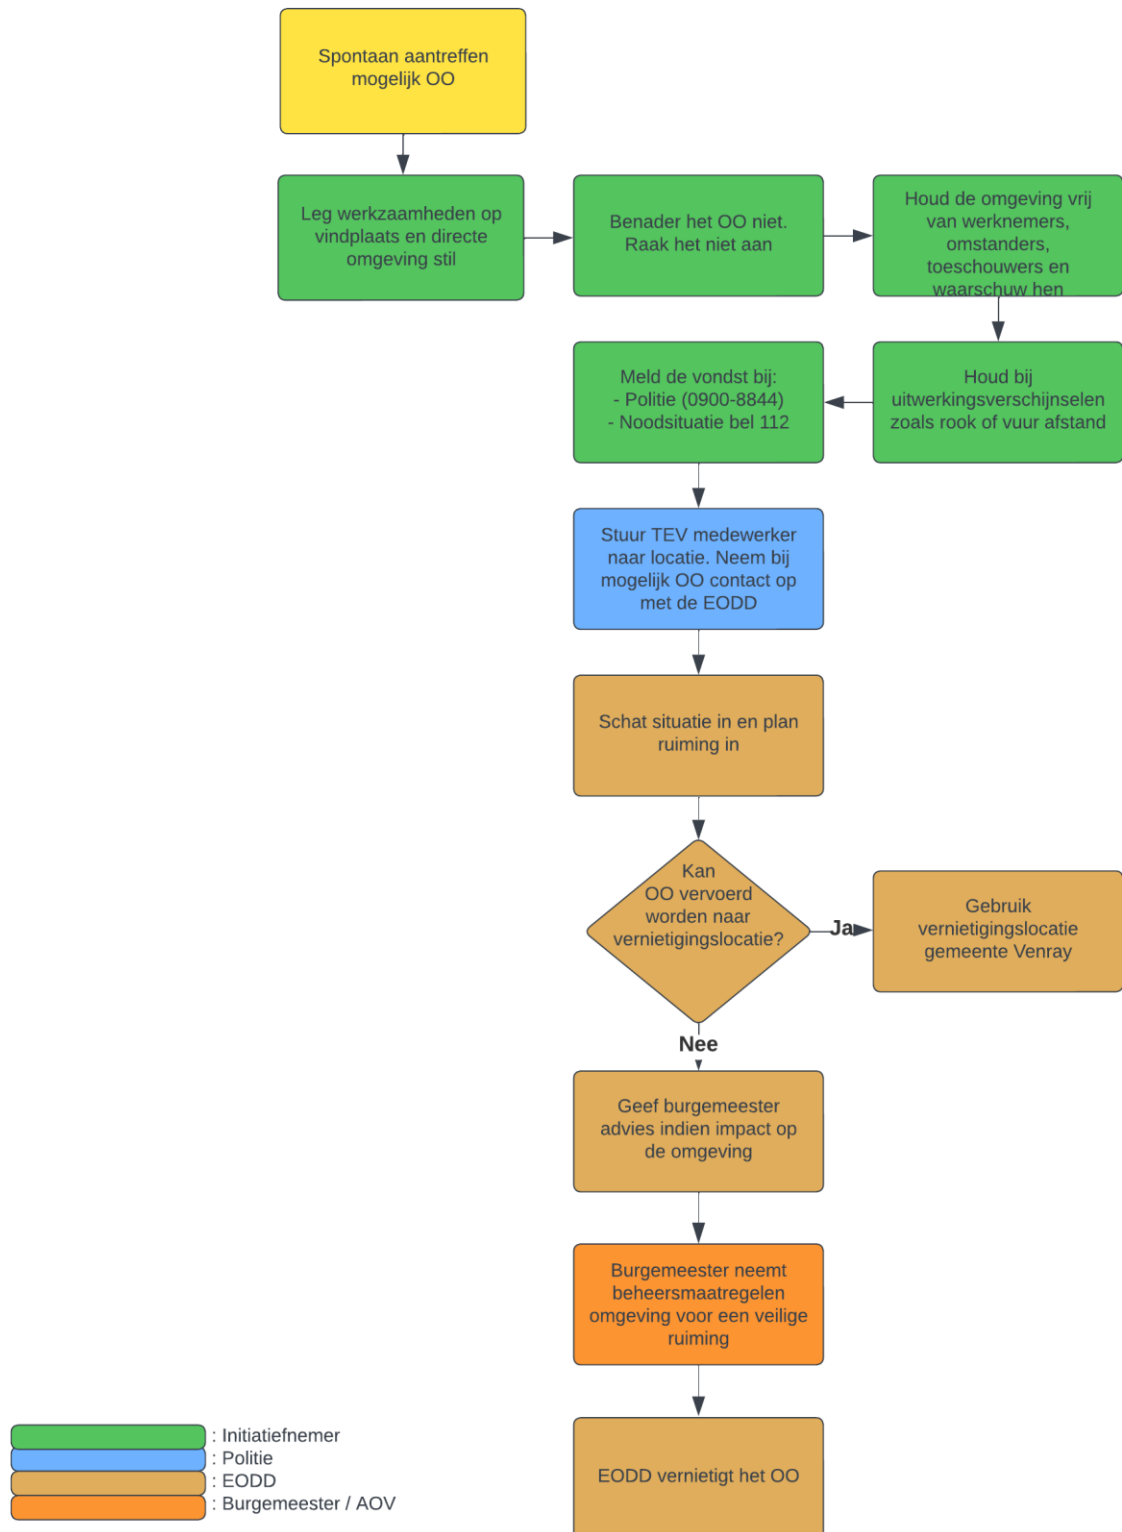 Spontaan aantreffen
mogelijk OO
Leg werkzaamheden op
vindplaats en directe
omgeving stil
Benader het OO niet.
Raak het niet aan
Houd de omgeving vrij
van werknemers,
omstanders,
toeschouwers en
waarschuw hen
Houd bij
uitwerkingsverschijnselen
zoals rook of vuur afstand
Meld de vondst bij:
- Politie (0900-8844)
- Noodsituatie bel 112
Stuur TEV medewerker
naar locatie. Neem bij
mogelijk OO contact op
met de EODD
Schat situatie in en plan
ruiming in
Kan
OO vervoerd
worden naar
vernietigingslocatie?
Ja
Gebruik
vernietigingslocatie
gemeente Venray
Nee
Geef burgemeester
advies indien impact op
de omgeving
Burgemeester neemt
beheersmaatregelen
omgeving voor een veilige
ruiming
EODD vernietigt het OO
: Initiatiefnemer
: Politie
: EODD
: Burgemeester / AOV